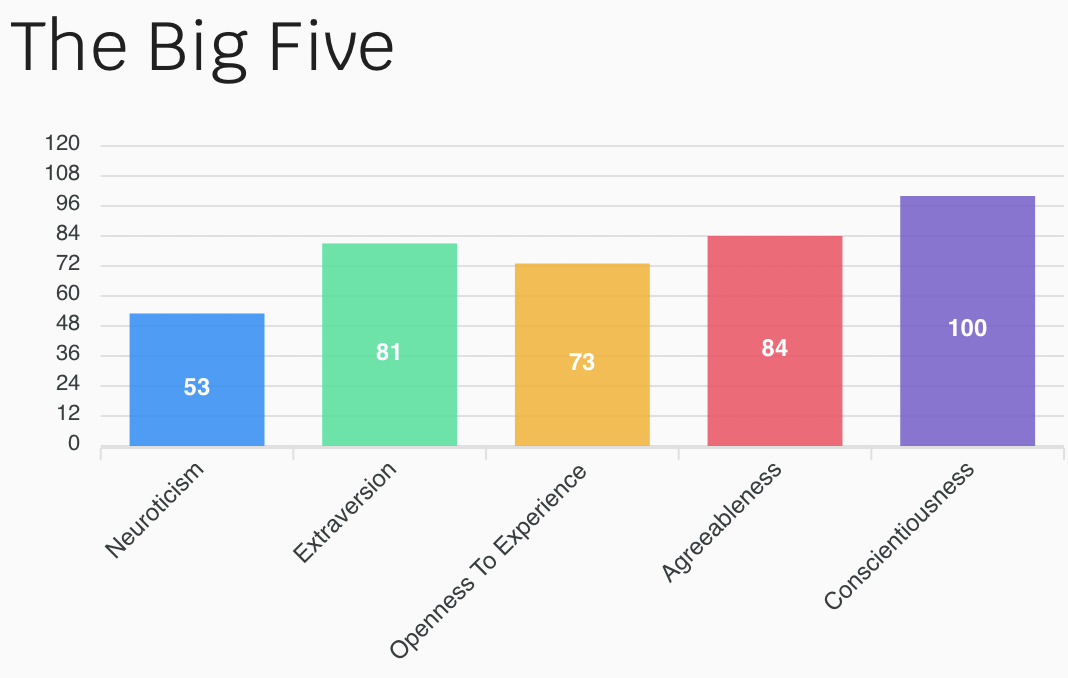 The Big Five
120
108
96
84
72
60
48
36
24
12
0
53
81
73
84
100
Neuroticism
Extraversion
Openness To Experience
Agreeableness
Conscientiousness